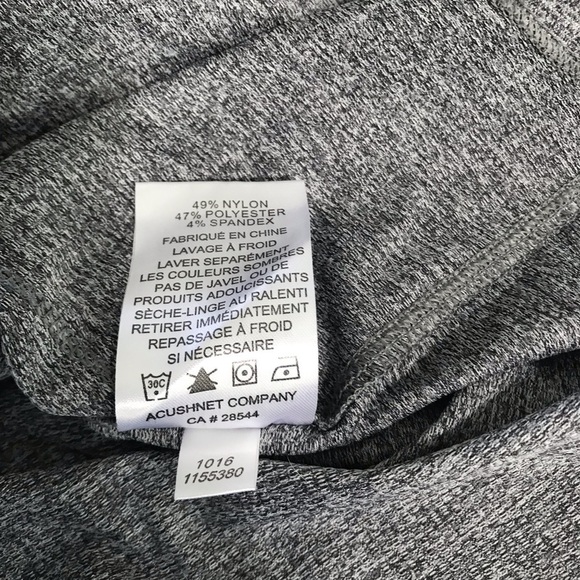 49% NYLON
47% POLYESTER
4% SPANDEX
FABRIQUÉ EN CHINE
LAVAGE À FROID
LAVER SEPARÉMENT
LES COULEURS SOMBRES
PAS DE JAVEL OU DE
PRODUITS ADOUCISSANTS
SÈCHE-LINGE AU RALENTI
RETIRER IMMÉDIATEMENT
REPASSAGE À FROID
SI NÉCESSAIRE
30C
ACUSHNET COMPANY
CA # 28544
1016
1155380